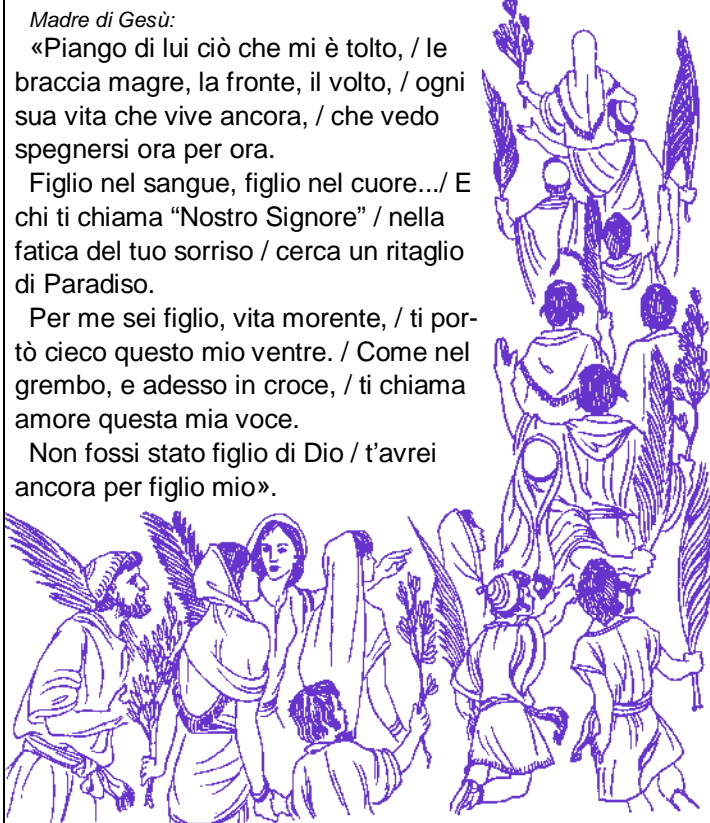 Madre di Gesù:
«Piango di lui ciò che mi è tolto, / le
braccia magre, la fronte, il volto, / ogni
sua vita che vive ancora, / che vedo
spegnersi ora per ora.
Figlio nel sangue, figlio nel cuore.../ E
chi ti chiama “Nostro Signore” / nella
fatica del tuo sorriso / cerca un ritaglio
di Paradiso.
Per me sei figlio, vita morente, / ti por-
tò cieco questo mio ventre. / Come nel
grembo, e adesso in croce, / ti chiama
amore questa mia voce.
Non fossi stato figlio di Dio / t’avrei
ancora per figlio mio».